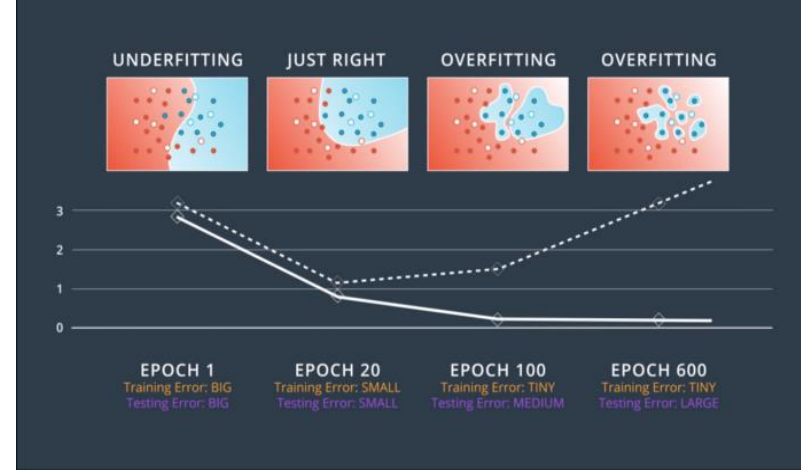 UNDERFITTING
JUST RIGHT
OVERFITTING
OVERFITTING
3
2
1
0
EPOCH 1
Training Error: BIG
Testing Error: BIG
EPOCH 20
Training Error: SMALL
Testing Error: SMALL
EPOCH 100
Training Error: TINY
Testing Error: MEDIUM
EPOCH 600
Training Error: TINY
Testing Error: LARGE